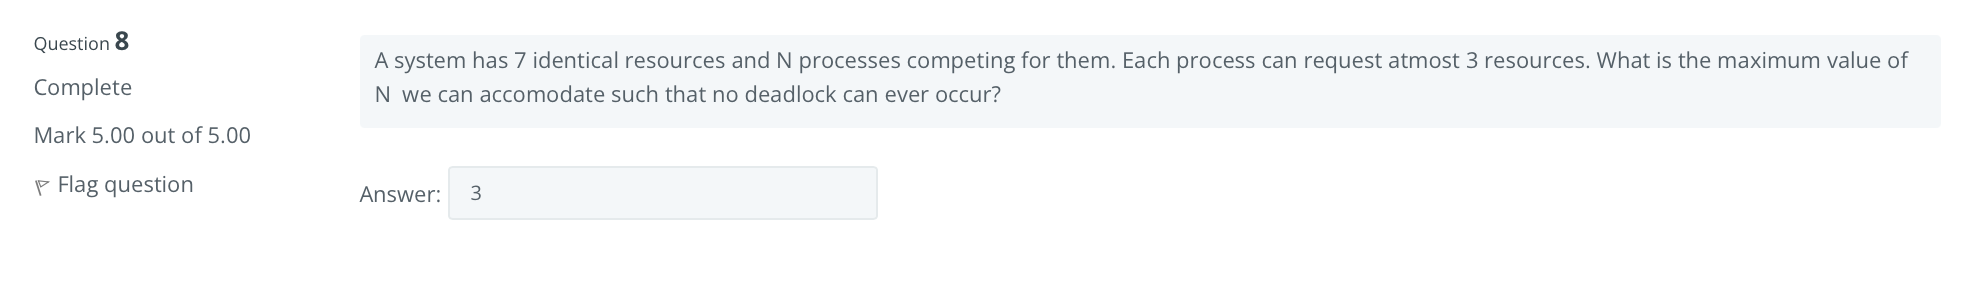 Question 8
Complete
Mark 5.00 out of 5.00
Flag question
A system has 7 identical resources and N processes competing for them. Each process can request atmost 3 resources. What is the maximum value of
N we can accomodate such that no deadlock can ever occur?
Answer: 3